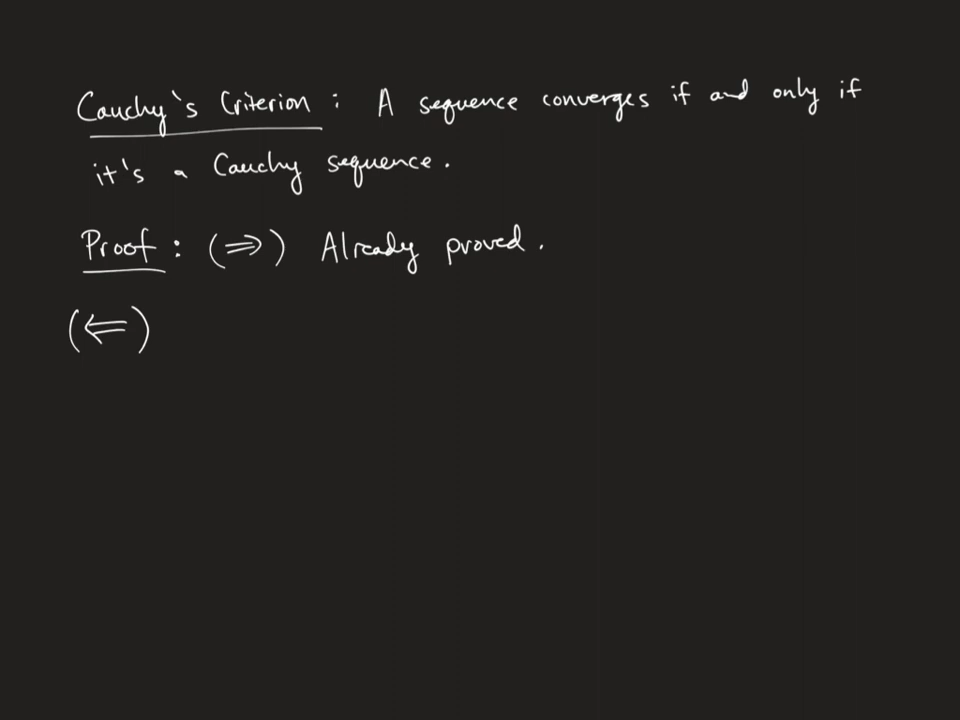 Cauchy's Criterion : A sequence converges if and only if
it's a Cauchy sequence.
Proof : (⇒) Already proved.
(⇐)